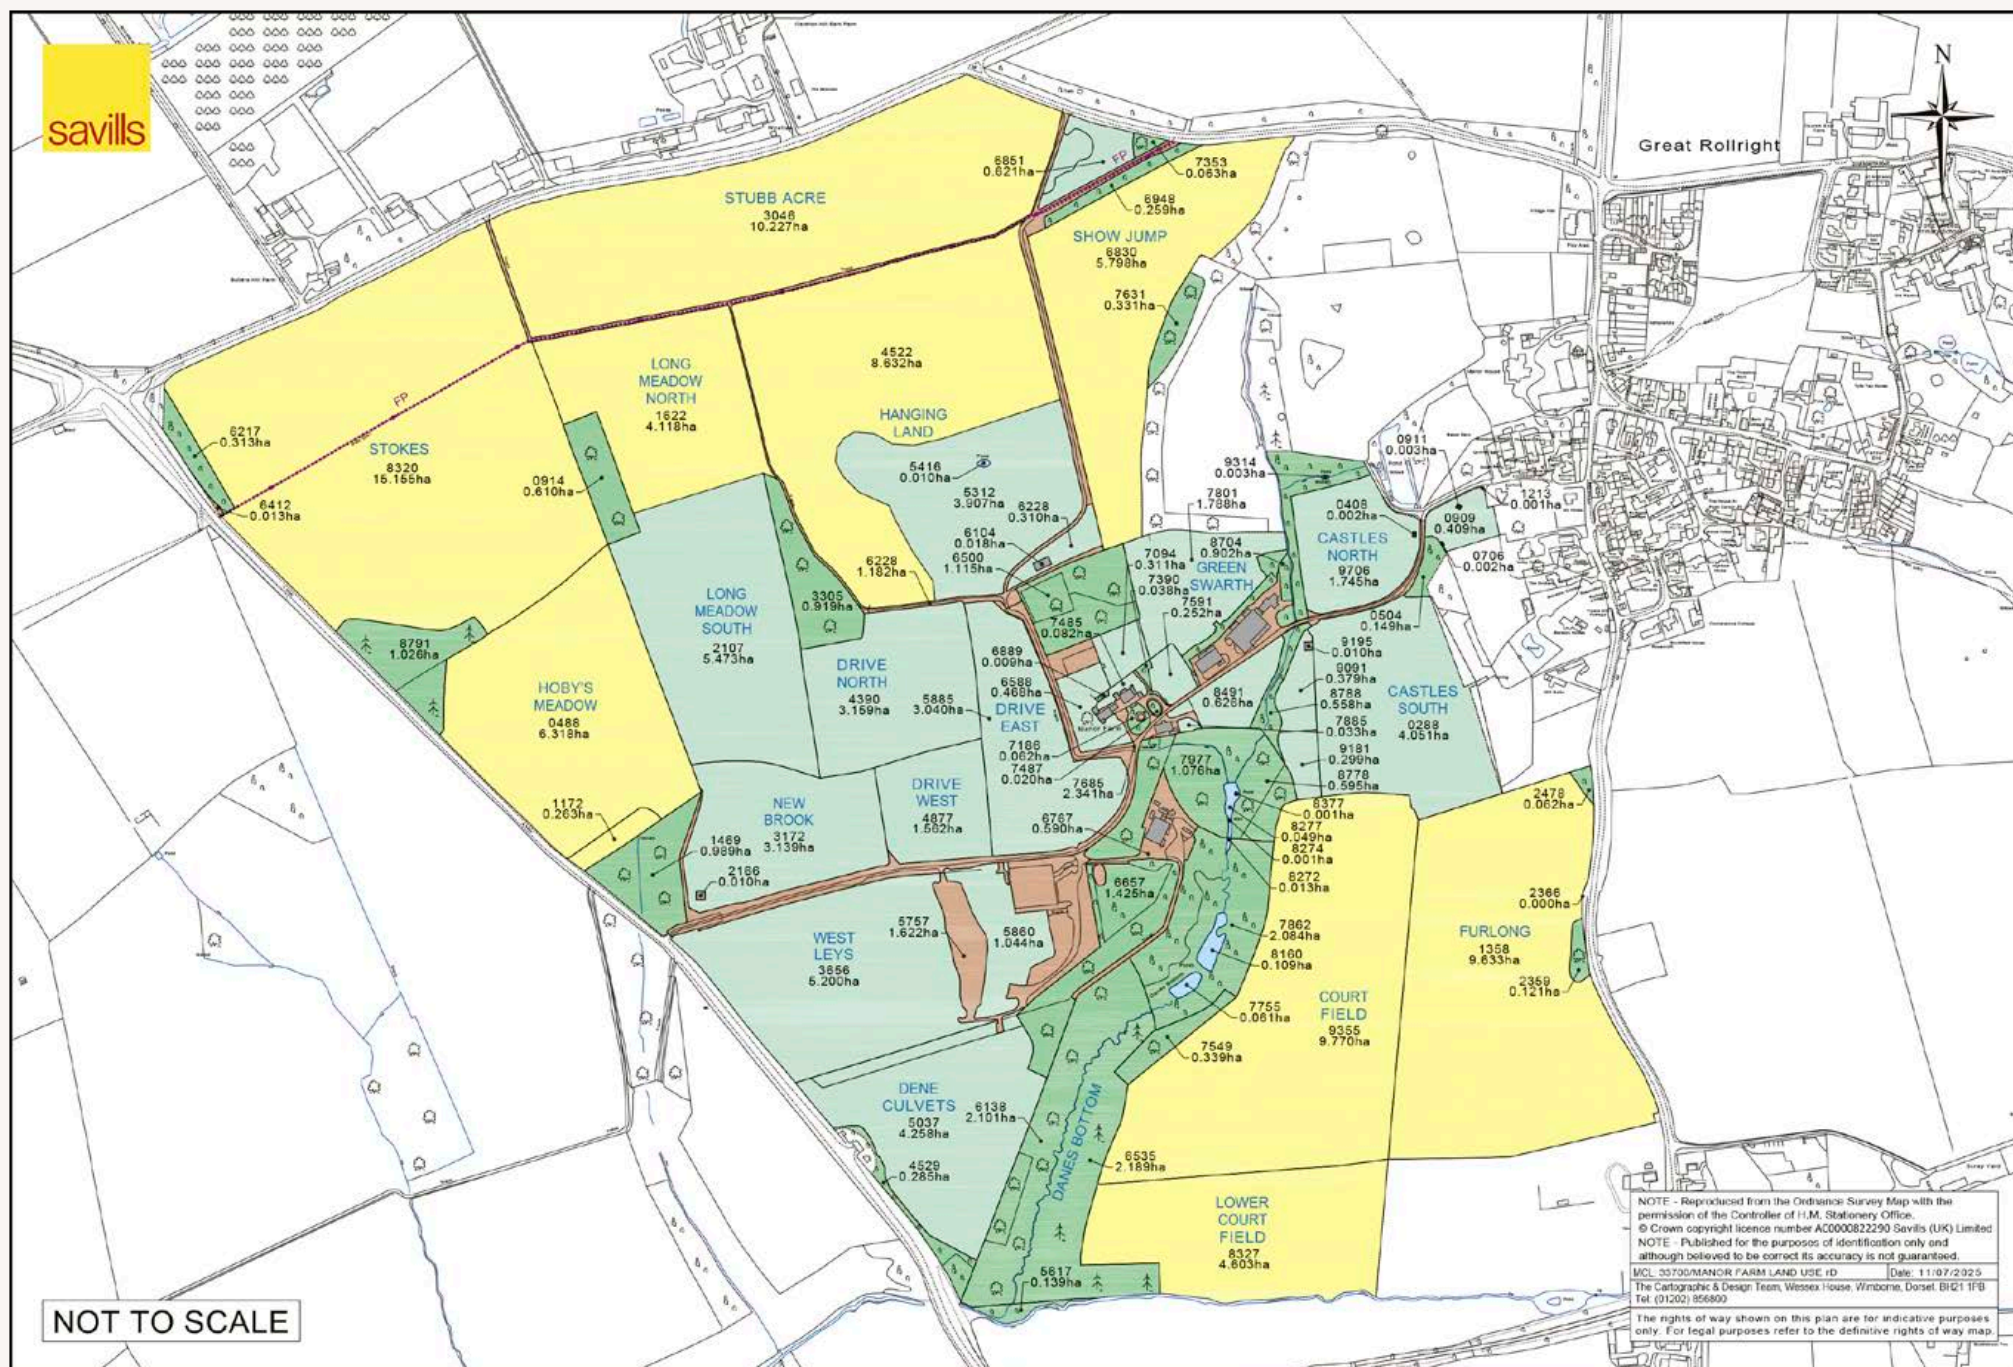 savills
N
Great Rollright
STUBB ACRE
3046
10.227ha
6851
0.621ha
FP
7353
0.063ha
6948
0.259ha
SHOW JUMP
6830
5.798ha
7631
0.331ha
4522
8.632ha
LONG
MEADOW
NORTH
1622
4.118ha
HANGING
LAND
FP
6217
0.313ha
STOKES
8320
15.155ha
0914
0.610ha
6412
0.013ha
5416
0.010ha
5312
3.907ha
6228
0.310ha
6104
0.018ha
6500
1.115ha
9314
0.003ha
7801
1.788ha
0911
0.003ha
0408
0.002ha
0909
0.409ha
1213
0.001ha
0706
0.002ha
8704
0.902ha
GREEN
SWARTH
CASTLES
NORTH
9706
1.745ha
7094
0.311ha
7390
0.038ha
7591
0.252ha
7485
0.082ha
6228
1.182ha
3305
0.919ha
LONG
MEADOW
SOUTH
2107
5.473ha
8791
1.026ha
0504
0.149ha
9195
0.010ha
9091
0.379ha
8788
0.558ha
7885
0.033ha
9181
0.299ha
8778
0.595ha
CASTLES
SOUTH
0288
4.051ha
6889
0.009ha
6588
0.468ha
DRIVE
NORTH
4390
3.159ha
5885
3.040ha
DRIVE
EAST
8491
0.626ha
Manor Farm
HOBY'S
MEADOW
0488
6.318ha
7186
0.062ha
7487
0.020ha
7685
2.341ha
7977
1.076ha
DRIVE
WEST
4877
1.562ha
6767
0.590ha
NEW
BROOK
3172
3.139ha
1172
0.263ha
1469
0.989ha
2186
0.010ha
8377
0.001ha
8277
0.049ha
8274
0.001ha
8272
0.013ha
2478
0.062ha
2366
0.000ha
6657
1.425ha
5757
1.622ha
5860
1.044ha
WEST
LEYS
3656
5.200ha
7862
2.084ha
8160
0.109ha
7755
0.061ha
7549
0.339ha
FURLONG
1358
9.633ha
2359
0.121ha
COURT
FIELD
9355
9.770ha
DENE
CULVETS
5037
4.258ha
6138
2.101ha
DANES BOTTOM
4529
0.285ha
6535
2.189ha
LOWER
COURT
FIELD
8327
4.603ha
5617
0.139ha
NOT TO SCALE
NOTE - Reproduced from the Ordnance Survey Map with the
permission of the Controller of H.M. Stationery Office.
© Crown copyright licence number AC0000822290 Savills (UK) Limited
NOTE - Published for the purposes of identification only and
although believed to be correct its accuracy is not guaranteed.
MCL: 33700/MANOR FARM LAND USE rD
Date: 11/07/2025
The Cartographic & Design Team, Wessex House, Wimborne, Dorset. BH21 1PB
Tel: (01202) 856800
The rights of way shown on this plan are for indicative purposes
only. For legal purposes refer to the definitive rights of way map.